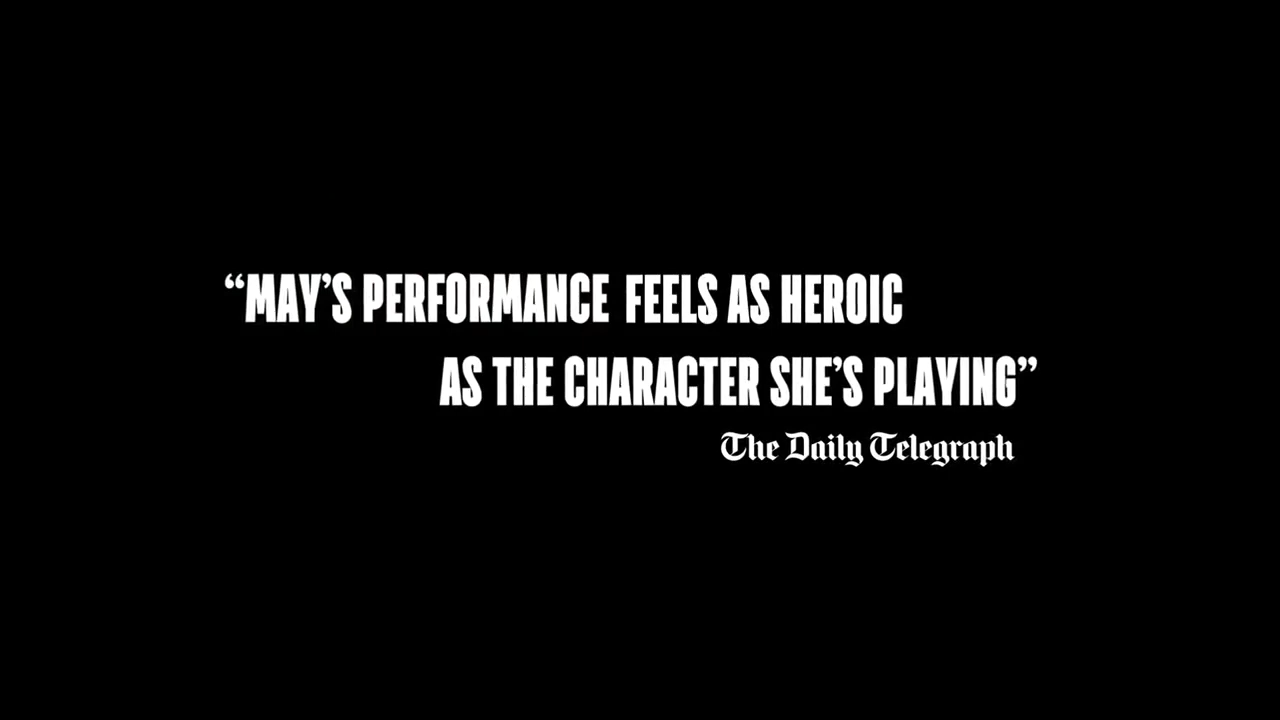 “MAY’S PERFORMANCE FEELS AS HEROIC
AS THE CHARACTER SHE’S PLAYING”
The Daily Telegraph